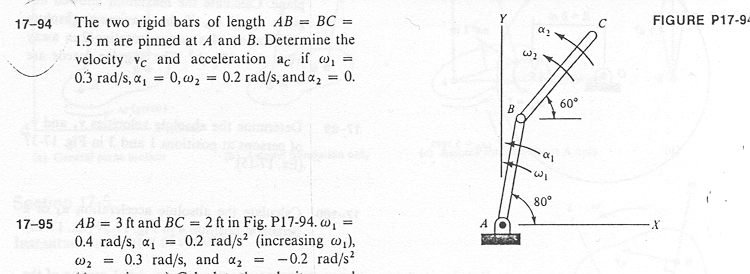 17-94 The two rigid bars of length AB = BC =
1.5 m are pinned at A and B. Determine the
velocity v_C and acceleration a_C if ω₁ =
0.3 rad/s, α₁ = 0, ω₂ = 0.2 rad/s, and α₂ = 0.
17-95 AB = 3 ft and BC = 2 ft in Fig. P17-94. ω₁ =
0.4 rad/s, α₁ = 0.2 rad/s² (increasing ω₁),
ω₂ = 0.3 rad/s, and α₂ = −0.2 rad/s²
FIGURE P17-9
Y
C
α₂
ω₂
60°
B
α₁
ω₁
80°
A
X